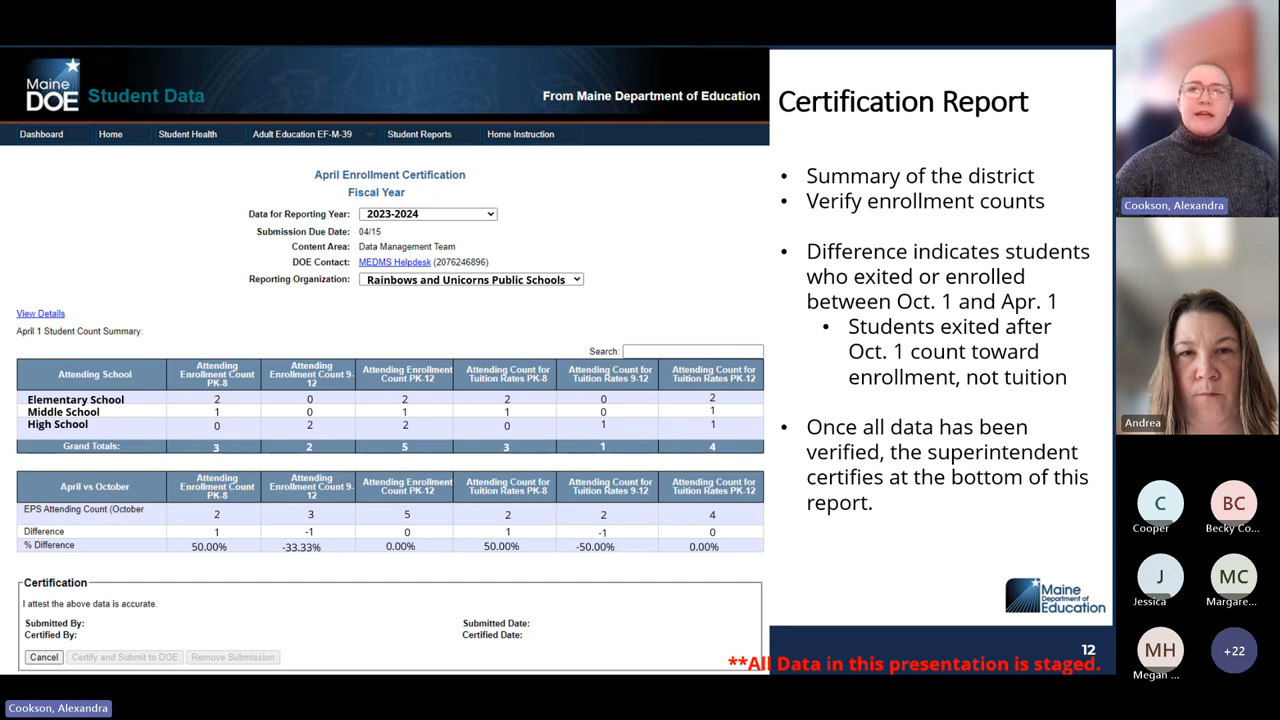 Maine
DOE
Student Data
From Maine Department of Education
Dashboard Home Student Health Adult Education EF-M-39 Student Reports Home Instruction
April Enrollment Certification
Fiscal Year
Data for Reporting Year: 2023-2024
Submission Due Date: 04/15
Content Area: Data Management Team
DOE Contact: MEDMS Helpdesk (2076246896)
Reporting Organization: Rainbows and Unicorns Public Schools
View Details
April 1 Student Count Summary:
Search:
Attending School Attending Enrollment Count PK-8 Attending Enrollment Count 9-12 Attending Enrollment Count PK-12 Attending Count for Tuition Rates PK-8 Attending Count for Tuition Rates 9-12 Attending Count for Tuition Rates PK-12
Elementary School 2 0 2 2 0 2
Middle School 1 0 1 1 0 1
High School 0 2 2 0 1 1
Grand Totals: 3 2 5 3 1 4
April vs October Attending Enrollment Count PK-8 Attending Enrollment Count 9-12 Attending Enrollment Count PK-12 Attending Count for Tuition Rates PK-8 Attending Count for Tuition Rates 9-12 Attending Count for Tuition Rates PK-12
EPS Attending Count (October 2 3 5 2 2 4
Difference 1 -1 0 1 -1 0
% Difference 50.00% -33.33% 0.00% 50.00% -50.00% 0.00%
Certification
I attest the above data is accurate.
Submitted By: Submitted Date:
Certified By: Certified Date:
Cancel Certify and Submit to DOE Remove Submission
Certification Report
• Summary of the district
• Verify enrollment counts
• Difference indicates students
who exited or enrolled
between Oct. 1 and Apr. 1
• Students exited after
Oct. 1 count toward
enrollment, not tuition
• Once all data has been
verified, the superintendent
certifies at the bottom of this
report.
Maine
Department of
Education
12
**All Data in this presentation is staged.
Cookson, Alexandra
Andrea
C
Cooper
BC
Becky Co...
J
Jessica
MC
Margare...
MH
Megan ...
+22
Cookson, Alexandra